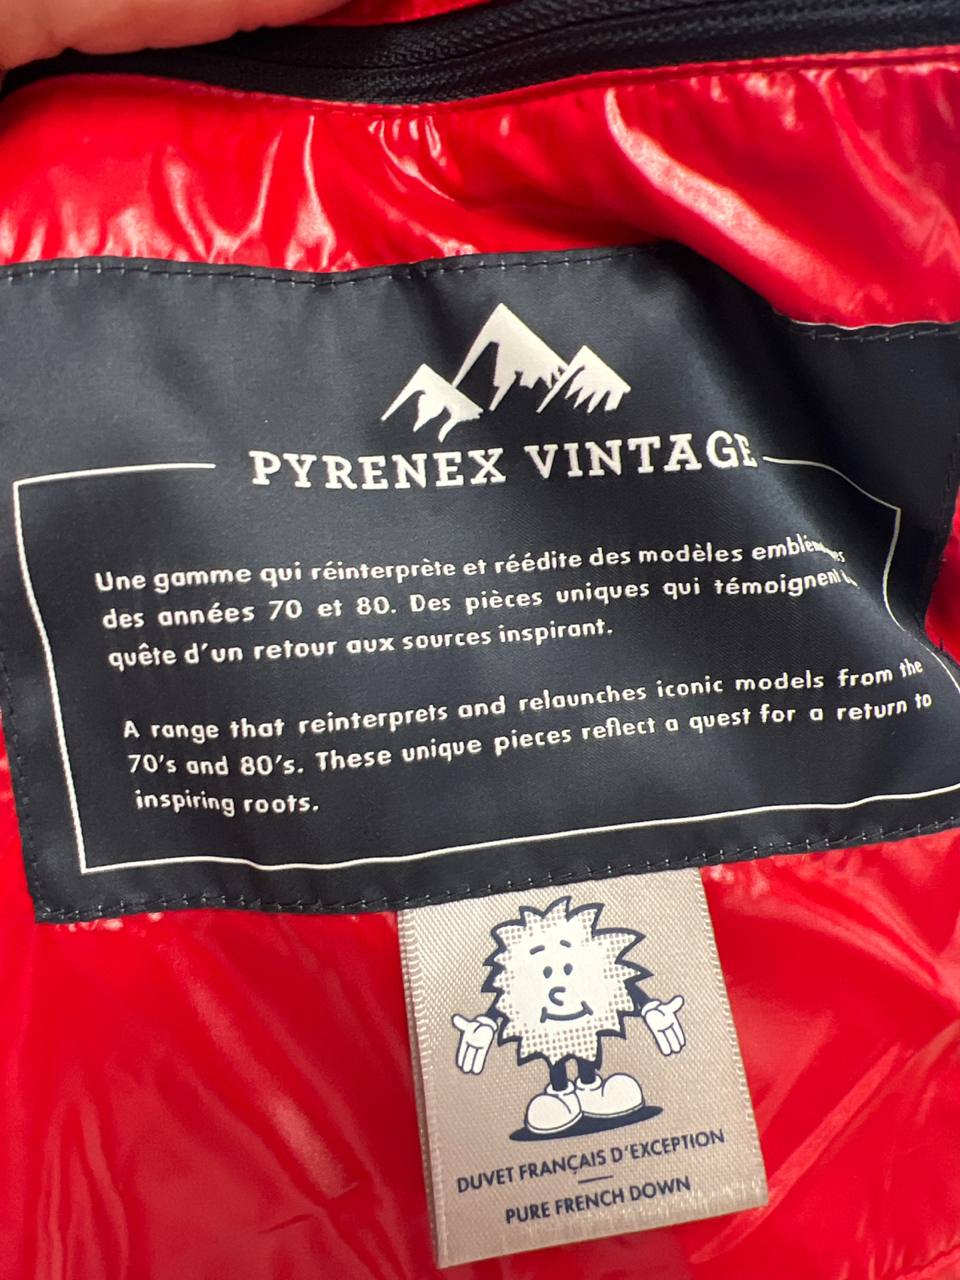 PYRENEX VINTAGE
Une gamme qui réinterprète et réédite des modèles
des années 70 et 80. Des pièces uniques qui témoignent
quête d'un retour aux sources inspirant.
A range that reinterprets and relaunches iconic models from the
70's and 80's. These unique pieces reflect a quest for a return to
inspiring roots.
DUVET FRANÇAIS D'EXCEPTION
PURE FRENCH DOWN